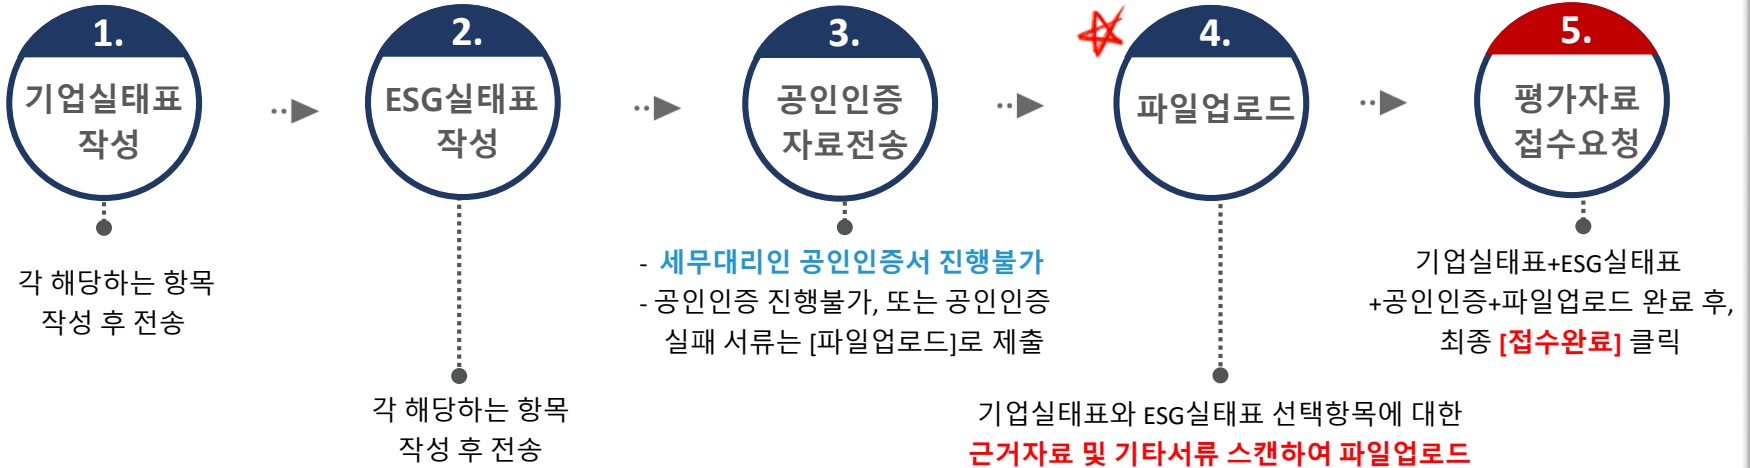 1.
기업실태표
작성
각 해당하는 항목
작성 후 전송
2.
ESG실태표
작성
각 해당하는 항목
작성 후 전송
3.
공인인증
자료전송
- 세무대리인 공인인증서 진행불가
- 공인인증 진행불가, 또는 공인인증
실패 서류는 [파일업로드]로 제출
4.
파일업로드
기업실태표와 ESG실태표 선택항목에 대한
근거자료 및 기타서류 스캔하여 파일업로드
5.
평가자료
접수요청
기업실태표+ESG실태표
+공인인증+파일업로드 완료 후,
최종 [접수완료] 클릭